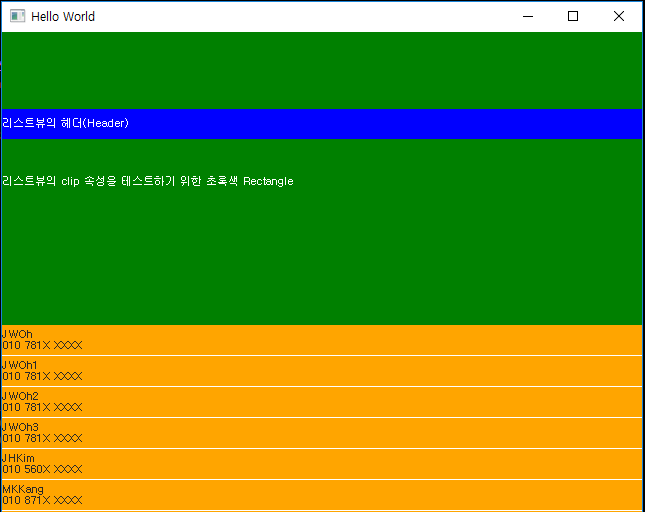 Hello World
리스트뷰의 헤더(Header)
리스트뷰의 clip 속성을 테스트하기 위한 초록색 Rectangle
JWOh
010 781X XXXX
JWOh1
010 781X XXXX
JWOh2
010 781X XXXX
JWOh3
010 781X XXXX
JHKim
010 560X XXXX
MKKang
010 871X XXXX